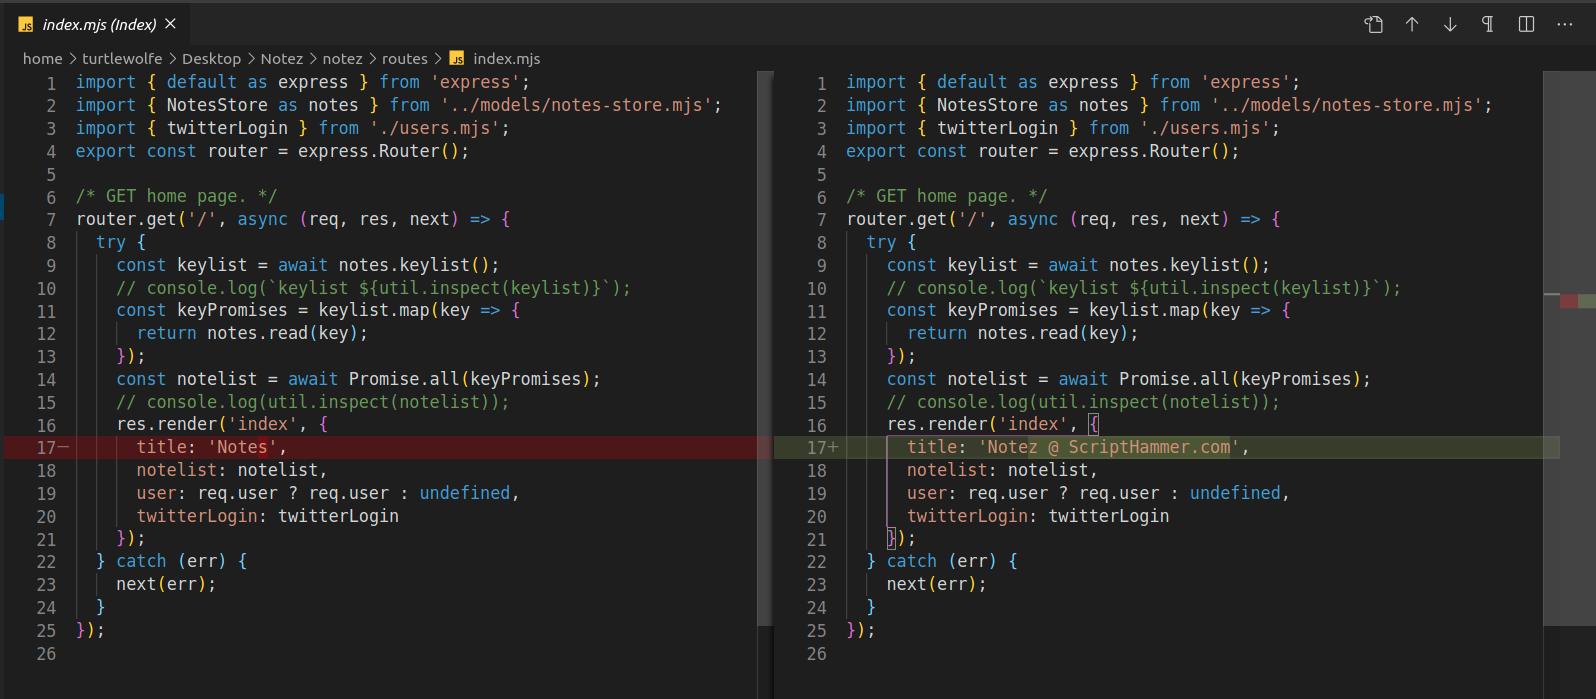 JS index.mjs (Index) ×
home > turtlewolfe > Desktop > Notez > notez > routes > JS index.mjs
1 import { default as express } from 'express';
2 import { NotesStore as notes } from '../models/notes-store.mjs';
3 import { twitterLogin } from './users.mjs';
4 export const router = express.Router();
5
6 /* GET home page. */
7 router.get('/', async (req, res, next) => {
8 try {
9 const keylist = await notes.keylist();
10 // console.log(`keylist ${util.inspect(keylist)}`);
11 const keyPromises = keylist.map(key => {
12 return notes.read(key);
13 });
14 const notelist = await Promise.all(keyPromises);
15 // console.log(util.inspect(notelist));
16 res.render('index', {
17− title: 'Notes',
18 notelist: notelist,
19 user: req.user ? req.user : undefined,
20 twitterLogin: twitterLogin
21 });
22 } catch (err) {
23 next(err);
24 }
25 });
26
1 import { default as express } from 'express';
2 import { NotesStore as notes } from '../models/notes-store.mjs';
3 import { twitterLogin } from './users.mjs';
4 export const router = express.Router();
5
6 /* GET home page. */
7 router.get('/', async (req, res, next) => {
8 try {
9 const keylist = await notes.keylist();
10 // console.log(`keylist ${util.inspect(keylist)}`);
11 const keyPromises = keylist.map(key => {
12 return notes.read(key);
13 });
14 const notelist = await Promise.all(keyPromises);
15 // console.log(util.inspect(notelist));
16 res.render('index', {
17+ title: 'Notez @ ScriptHammer.com',
18 notelist: notelist,
19 user: req.user ? req.user : undefined,
20 twitterLogin: twitterLogin
21 });
22 } catch (err) {
23 next(err);
24 }
25 });
26